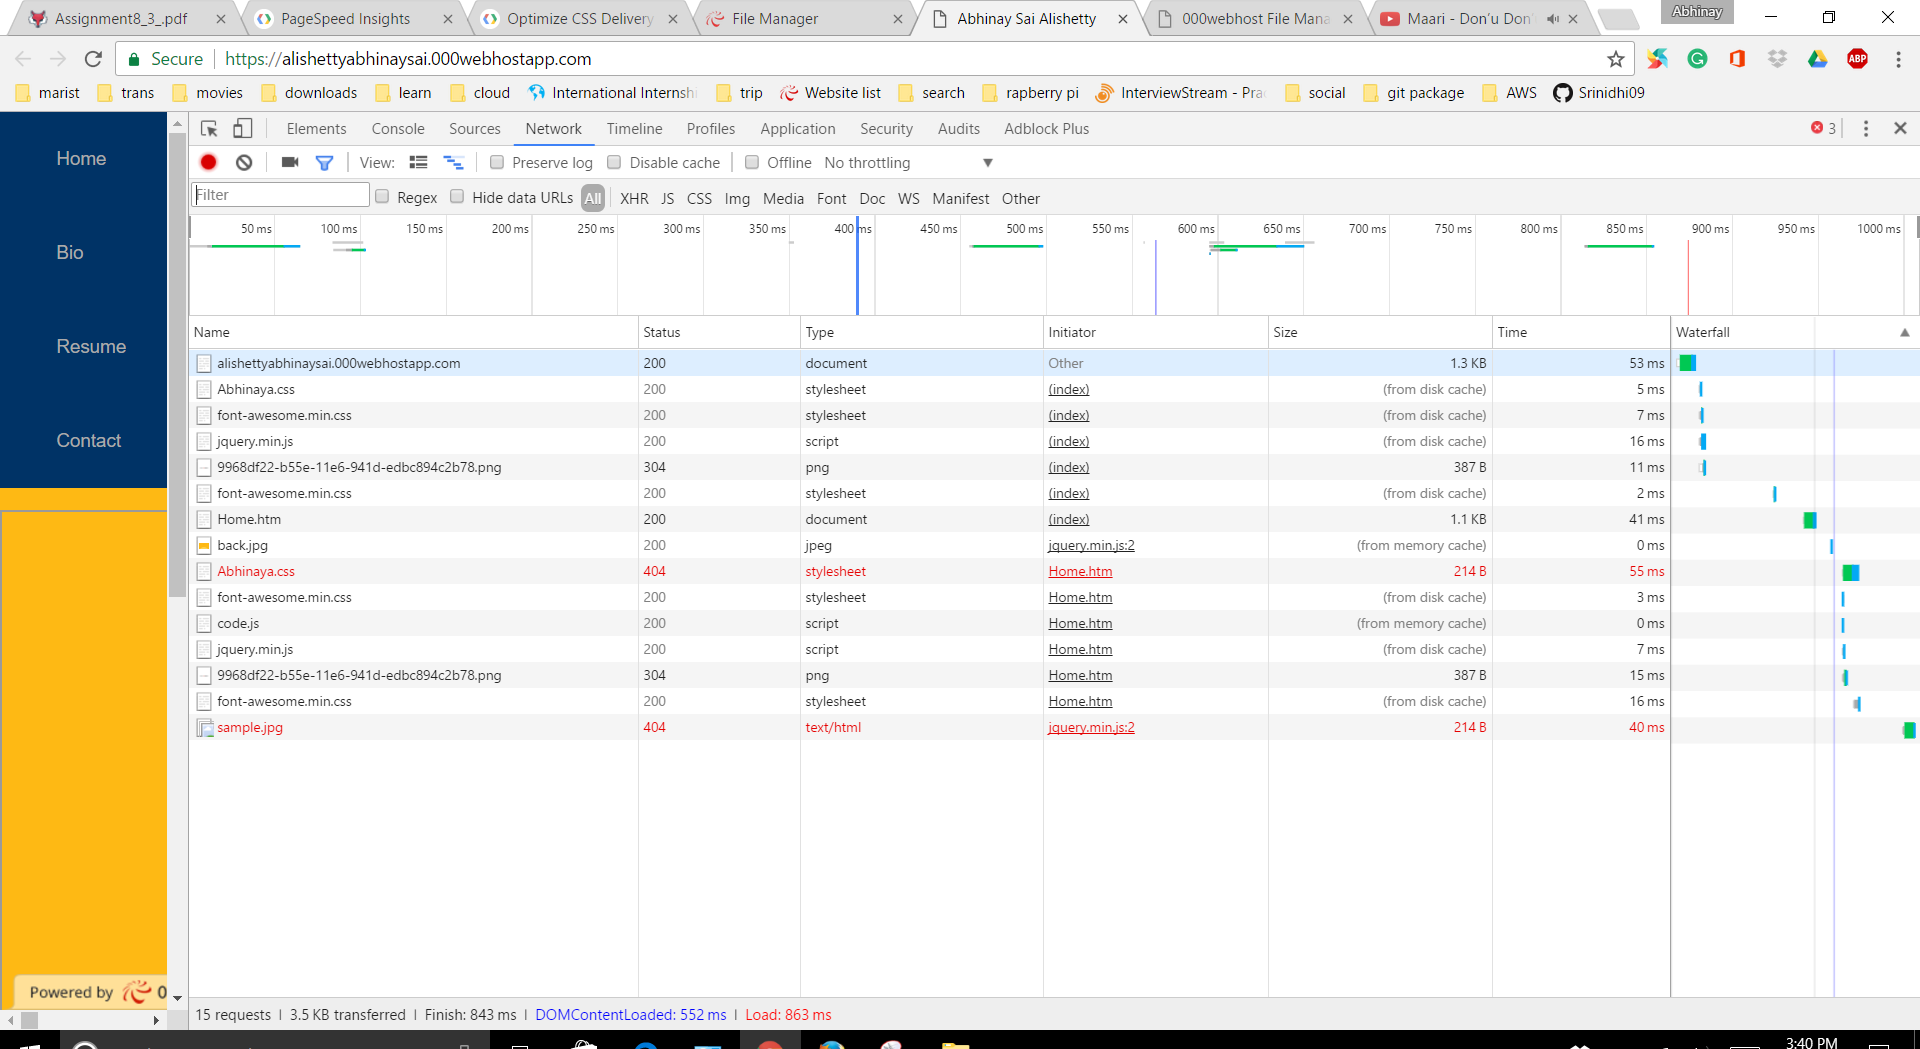 Assignment8_3_.pdf PageSpeed Insights Optimize CSS Delivery File Manager Abhinay Sai Alishetty 000webhost File Mana Maari - Don'u Don' Abhinay
Secure https://alishettyabhinaysai.000webhostapp.com ABP
marist trans movies downloads learn cloud International Internshi trip Website list search rapberry pi InterviewStream - Pra social git package AWS Srinidhi09
Home
Bio
Resume
Contact
Powered by 0
Elements Console Sources Network Timeline Profiles Application Security Audits Adblock Plus 3
View: Preserve log Disable cache Offline No throttling
Filter Regex Hide data URLs All XHR JS CSS Img Media Font Doc WS Manifest Other
50 ms 100 ms 150 ms 200 ms 250 ms 300 ms 350 ms 400 ms 450 ms 500 ms 550 ms 600 ms 650 ms 700 ms 750 ms 800 ms 850 ms 900 ms 950 ms 1000 ms
Name Status Type Initiator Size Time Waterfall
alishettyabhinaysai.000webhostapp.com 200 document Other 1.3 KB 53 ms
Abhinaya.css 200 stylesheet (index) (from disk cache) 5 ms
font-awesome.min.css 200 stylesheet (index) (from disk cache) 7 ms
jquery.min.js 200 script (index) (from disk cache) 16 ms
9968df22-b55e-11e6-941d-edbc894c2b78.png 304 png (index) 387 B 11 ms
font-awesome.min.css 200 stylesheet (index) (from disk cache) 2 ms
Home.htm 200 document (index) 1.1 KB 41 ms
back.jpg 200 jpeg jquery.min.js:2 (from memory cache) 0 ms
Abhinaya.css 404 stylesheet Home.htm 214 B 55 ms
font-awesome.min.css 200 stylesheet Home.htm (from disk cache) 3 ms
code.js 200 script Home.htm (from memory cache) 0 ms
jquery.min.js 200 script Home.htm (from disk cache) 7 ms
9968df22-b55e-11e6-941d-edbc894c2b78.png 304 png Home.htm 387 B 15 ms
font-awesome.min.css 200 stylesheet Home.htm (from disk cache) 16 ms
sample.jpg 404 text/html jquery.min.js:2 214 B 40 ms
15 requests | 3.5 KB transferred | Finish: 843 ms | DOMContentLoaded: 552 ms | Load: 863 ms
3:40 PM